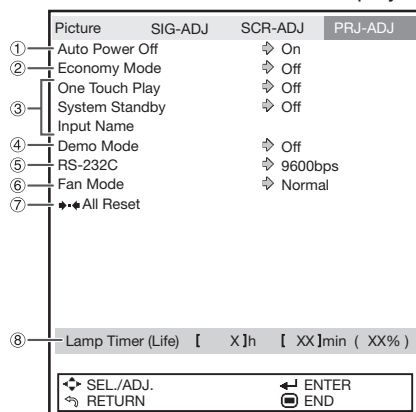 Picture SIG-ADJ SCR-ADJ PRJ-ADJ
① Auto Power Off On
② Economy Mode Off
③ One Touch Play Off
System Standby Off
Input Name
④ Demo Mode Off
⑤ RS-232C 9600bps
⑥ Fan Mode Normal
⑦ All Reset
⑧ Lamp Timer (Life) [ X ]h [ XX ]min ( XX% )
SEL./ADJ. ENTER
RETURN END